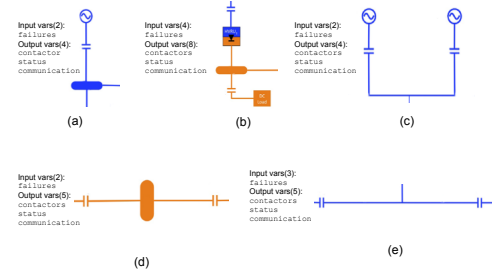 Input vars(2):
failures
Output vars(4):
contactor
status
communication
(a)
Input vars(4):
failures
Output vars(8):
contactors
status
communication
(b)
Input vars(2):
failures
Output vars(4):
contactors
status
communication
(c)
Input vars(2):
failures
Output vars(5):
contactors
status
communication
(d)
Input vars(3):
failures
Output vars(5):
contactors
status
communication
(e)